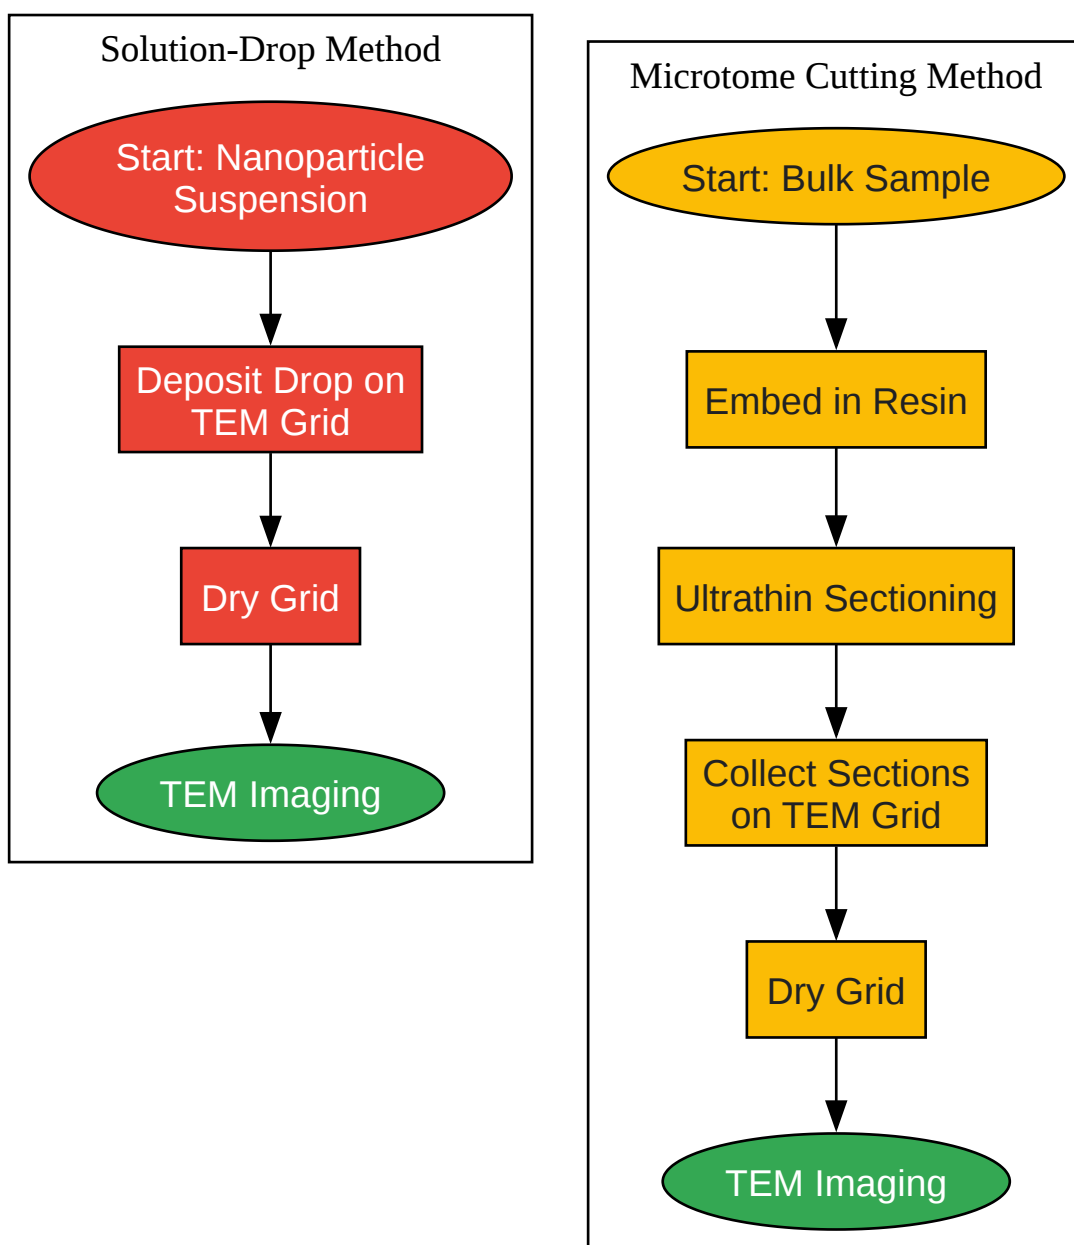 Solution-Drop Method
Start: Nanoparticle
Suspension
Deposit Drop on
TEM Grid
Dry Grid
TEM Imaging
Microtome Cutting Method
Start: Bulk Sample
Embed in Resin
Ultrathin Sectioning
Collect Sections
on TEM Grid
Dry Grid
TEM Imaging